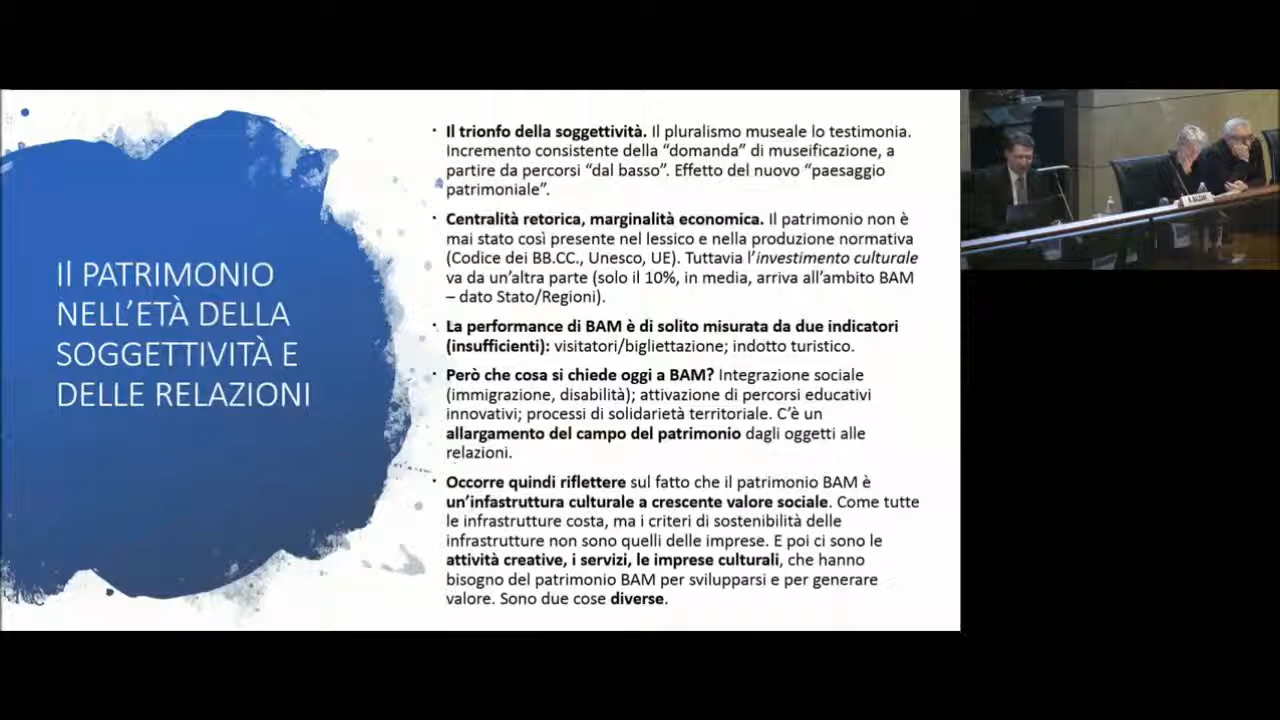 Il PATRIMONIO
NELL'ETÀ DELLA
SOGGETTIVITÀ E
DELLE RELAZIONI
· Il trionfo della soggettività. Il pluralismo museale lo testimonia.
Incremento consistente della “domanda” di museificazione, a
partire da percorsi “dal basso”. Effetto del nuovo “paesaggio
patrimoniale”.
· Centralità retorica, marginalità economica. Il patrimonio non è
mai stato così presente nel lessico e nella produzione normativa
(Codice dei BB.CC., Unesco, UE). Tuttavia l’investimento culturale
va da un’altra parte (solo il 10%, in media, arriva all’ambito BAM
– dato Stato/Regioni).
· La performance di BAM è di solito misurata da due indicatori
(insufficienti): visitatori/bigliettazione; indotto turistico.
· Però che cosa si chiede oggi a BAM? Integrazione sociale
(immigrazione, disabilità); attivazione di percorsi educativi
innovativi; processi di solidarietà territoriale. C’è un
allargamento del campo del patrimonio dagli oggetti alle
relazioni.
· Occorre quindi riflettere sul fatto che il patrimonio BAM è
un’infastruttura culturale a crescente valore sociale. Come tutte
le infrastrutture costa, ma i criteri di sostenibilità delle
infrastrutture non sono quelli delle imprese. E poi ci sono le
attività creative, i servizi, le imprese culturali, che hanno
bisogno del patrimonio BAM per svilupparsi e per generare
valore. Sono due cose diverse.